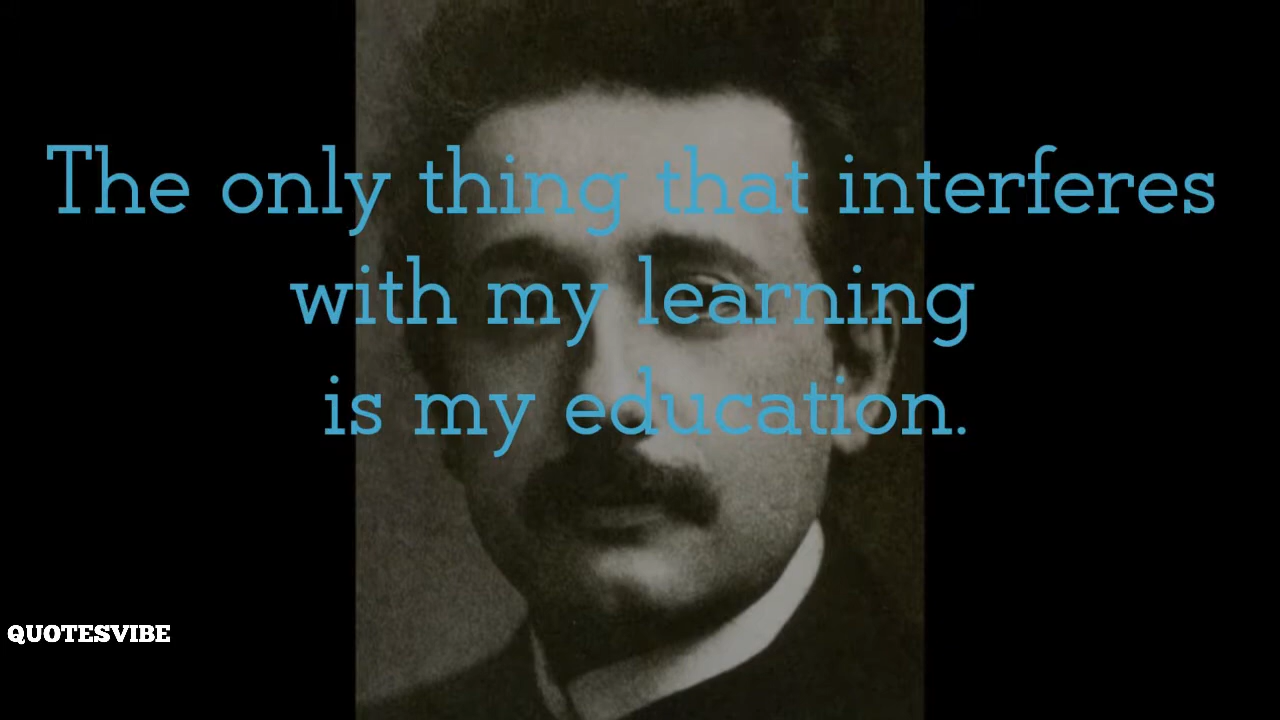 The only thing that interferes
with my learning
is my education.
QUOTESVIBE